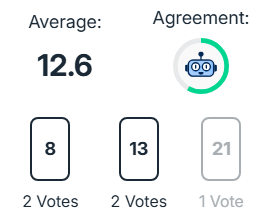 Average:
Agreement:
12.6
8
13
21
2 Votes
2 Votes
1 Vote